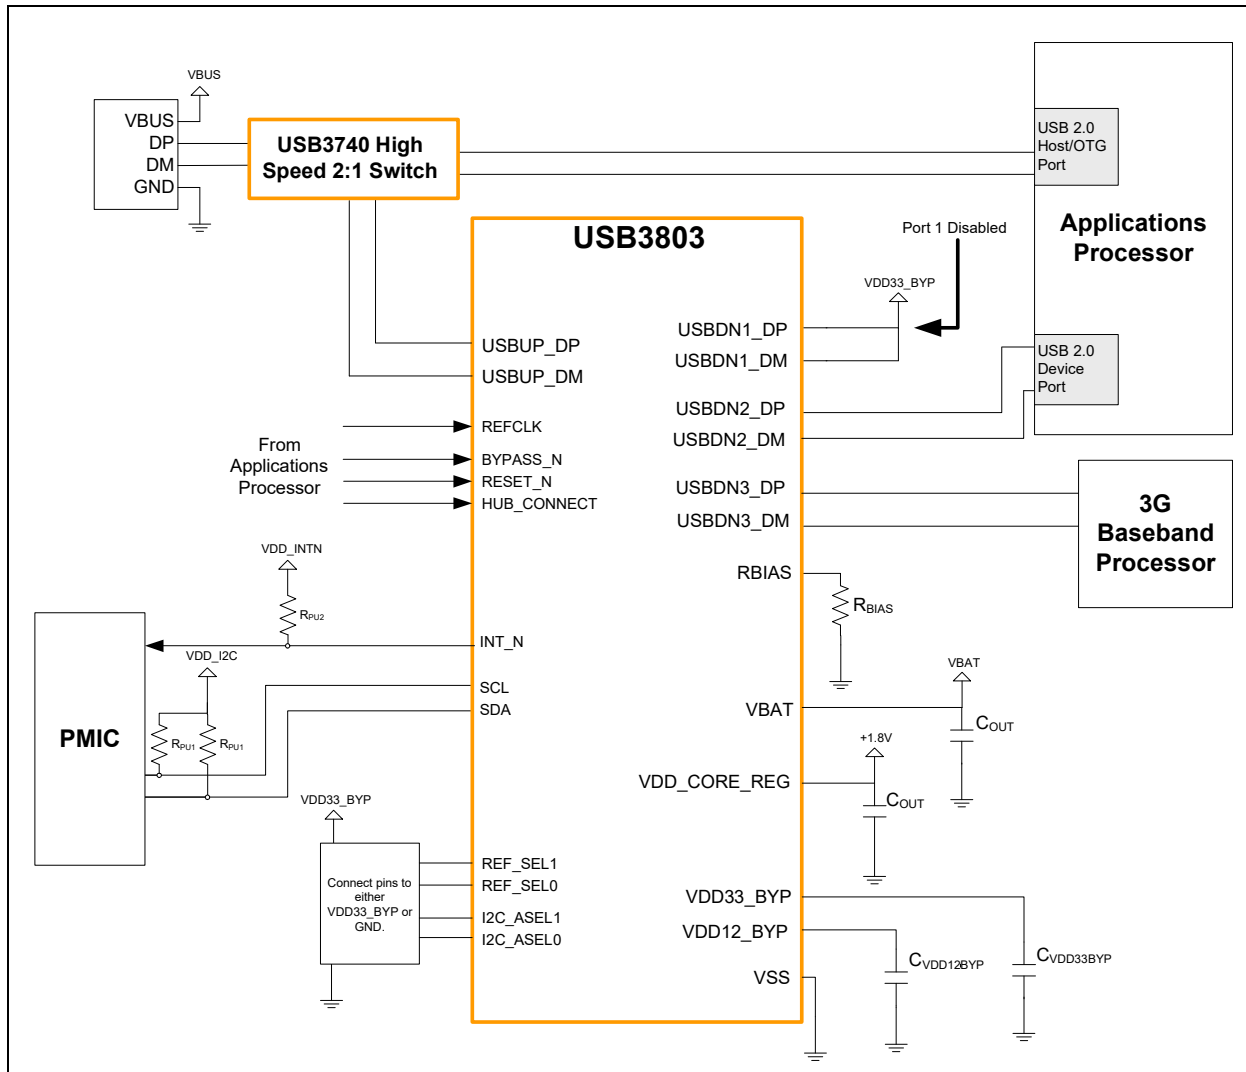 VBUS
VBUS
DP
DM
GND
USB3740 High
Speed 2:1 Switch
USB 2.0
Host/OTG
Port
Applications
Processor
USB 2.0
Device
Port
USB3803
Port 1 Disabled
VDD33_BYP
USBDN1_DP
USBDN1_DM
USBDN2_DP
USBDN2_DM
USBDN3_DP
USBDN3_DM
3G
Baseband
Processor
USBUP_DP
USBUP_DM
From
Applications
Processor
REFCLK
BYPASS_N
RESET_N
HUB_CONNECT
RBIAS
RBIAS
VDD_INTN
RPU2
INT_N
VDD_I2C
SCL
SDA
PMIC
RPU1
RPU1
VBAT
VBAT
COUT
+1.8V
VDD_CORE_REG
COUT
VDD33_BYP
Connect pins to
either
VDD33_BYP or
GND.
REF_SEL1
REF_SEL0
I2C_ASEL1
I2C_ASEL0
VDD33_BYP
VDD12_BYP
CVDD12BYP
CVDD33BYP
VSS